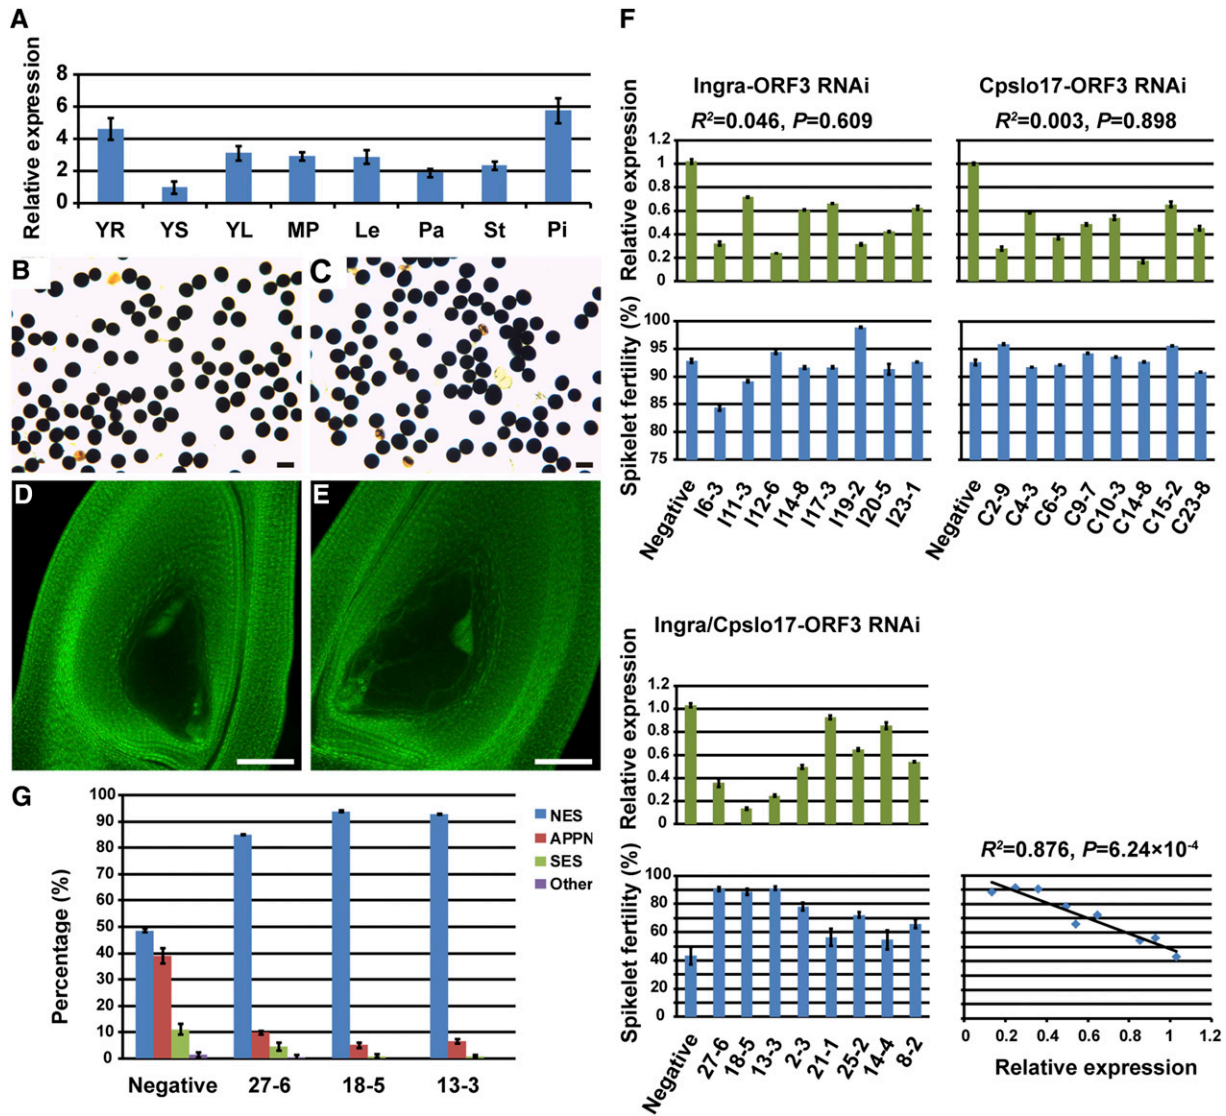 A
Relative expression
8
6
4
2
0
YR YS YL MP Le Pa St Pi
B
C
D
E
G
Percentage (%)
100
90
80
70
60
50
40
30
20
10
0
NES
APPN
SES
Other
Negative 27-6 18-5 13-3
F
Ingra-ORF3 RNAi
R²=0.046, P=0.609
Relative expression
1.2
1
0.8
0.6
0.4
0.2
0
Spikelet fertility (%)
100
95
90
85
80
75
Negative I6-3 I11-3 I12-6 I14-8 I17-3 I19-2 I20-5 I23-1
Cpslo17-ORF3 RNAi
R²=0.003, P=0.898
Negative C2-9 C4-3 C6-5 C9-7 C10-3 C14-8 C15-2 C23-8
Ingra/Cpslo17-ORF3 RNAi
Relative expression
1.2
1
0.8
0.6
0.4
0.2
0
Spikelet fertility (%)
100
80
60
40
20
0
Negative 27-6 18-5 13-3 2-3 21-1 25-2 14-4 8-2
R²=0.876, P=6.24×10⁻⁴
0 0.2 0.4 0.6 0.8 1 1.2
Relative expression